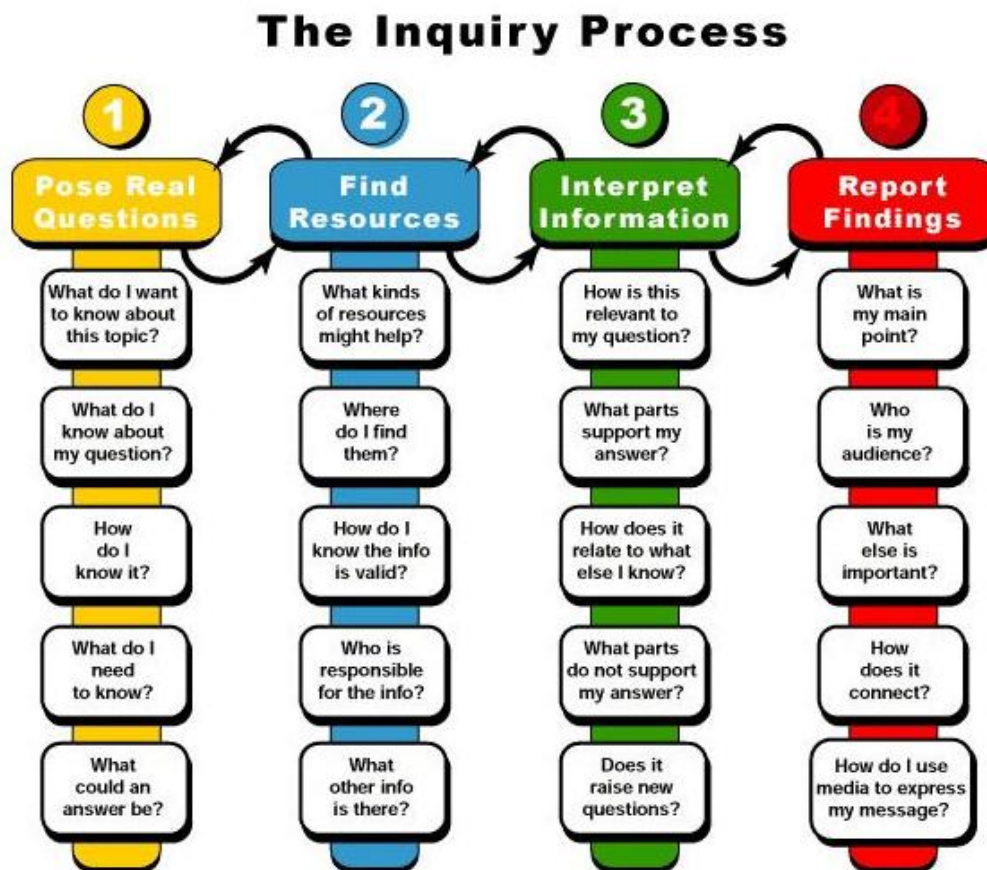 The Inquiry Process
1
Pose Real
Questions
What do I want
to know about
this topic?
What do I
know about
my question?
How
do I
know it?
What do I
need
to know?
What
could an
answer be?
2
Find
Resources
What kinds
of resources
might help?
Where
do I find
them?
How do I
know the info
is valid?
Who is
responsible
for the info?
What
other info
is there?
3
Interpret
Information
How is this
relevant to
my question?
What parts
support my
answer?
How does it
relate to what
else I know?
What parts
do not support
my answer?
Does it
raise new
questions?
4
Report
Findings
What is
my main
point?
Who
is my
audience?
What
else is
important?
How
does it
connect?
How do I use
media to express
my message?